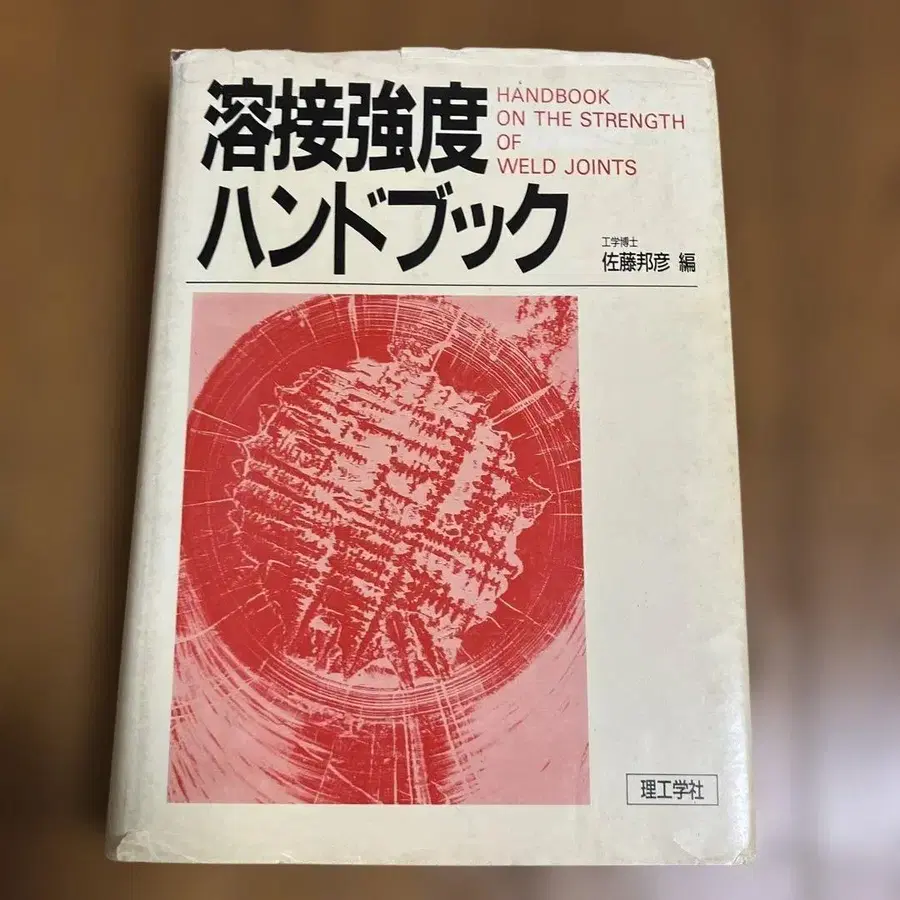 溶接強度
ハンドブック
HANDBOOK
ON THE STRENGTH
OF
WELD JOINTS
工学博士
佐藤邦彦 編
理工学社